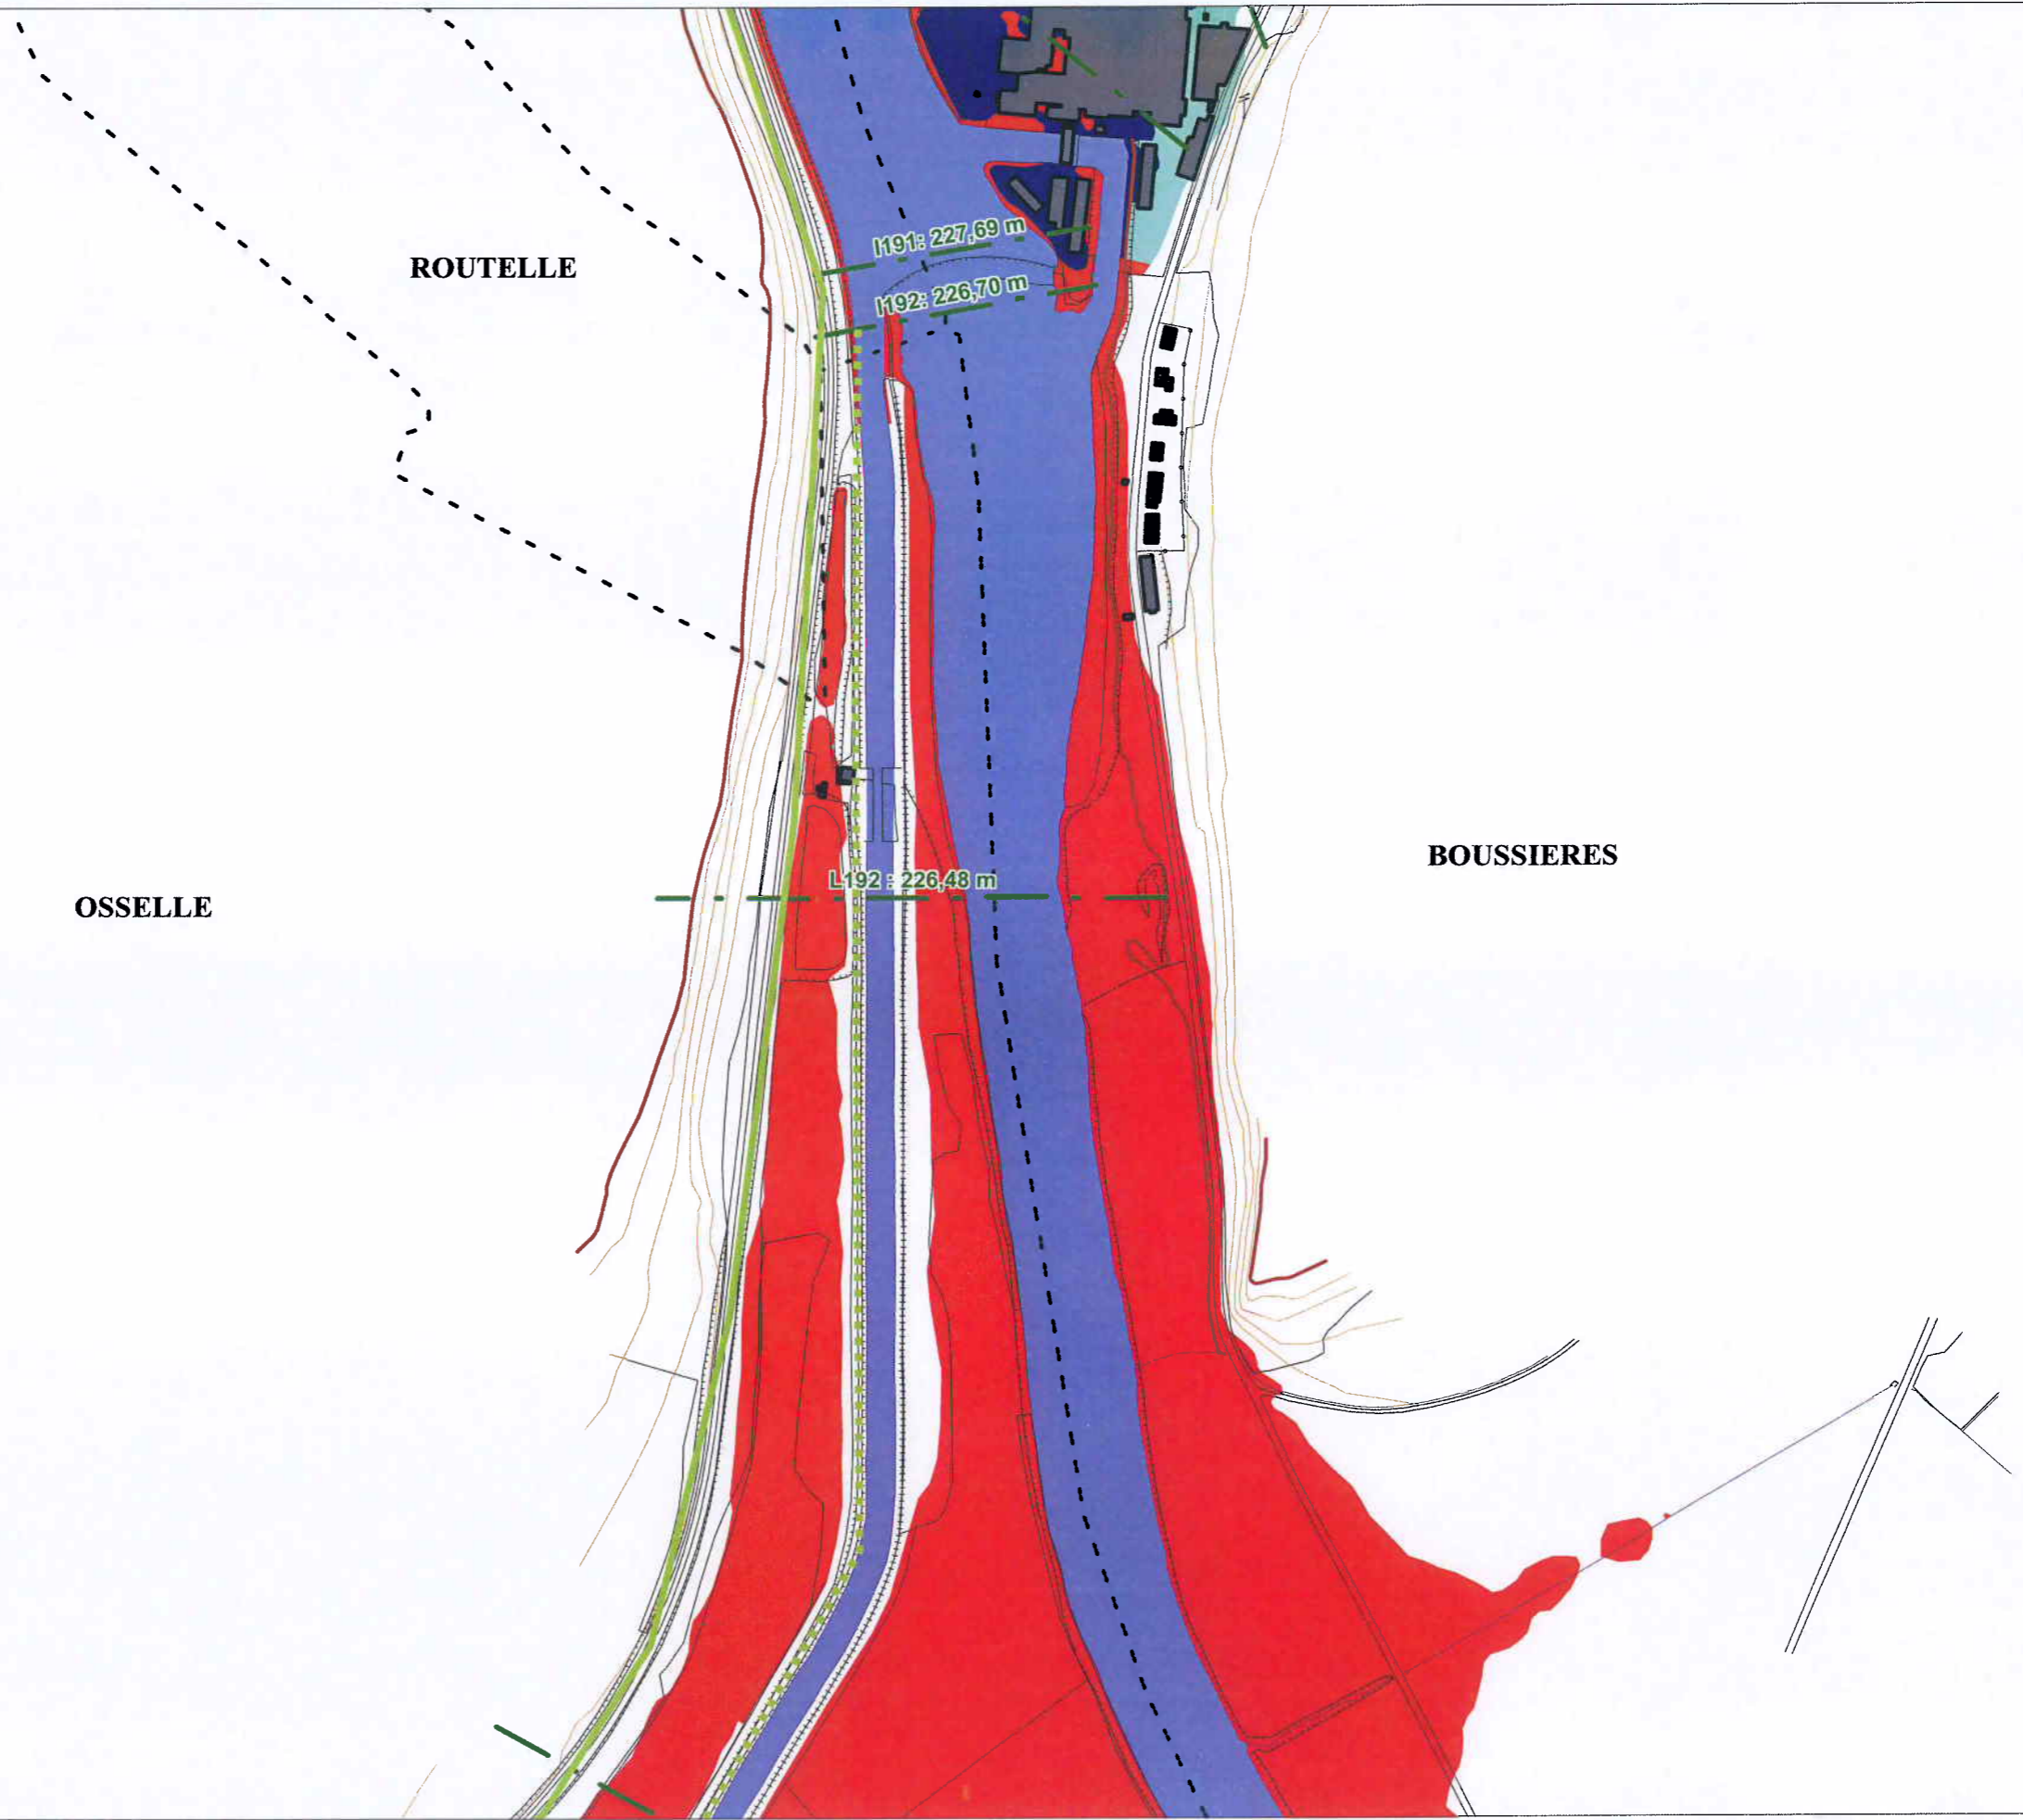 I191: 227,69 m
ROUTELLE
I192: 226,70 m
BOUSSIERES
L192 : 226,48 m
OSSELLE